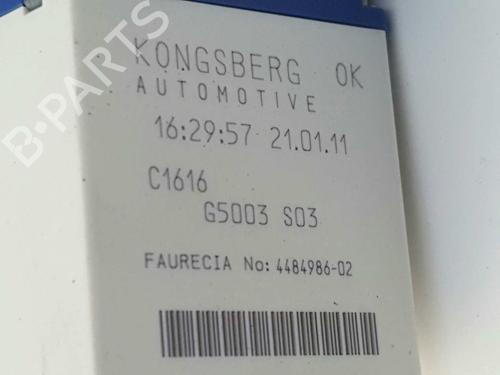 KONGSBERG OK
AUTOMOTIVE
16:29:57 21.01.11
C1616
G5003 S03
FAURECIA No: 4484986-02
B-PARTS